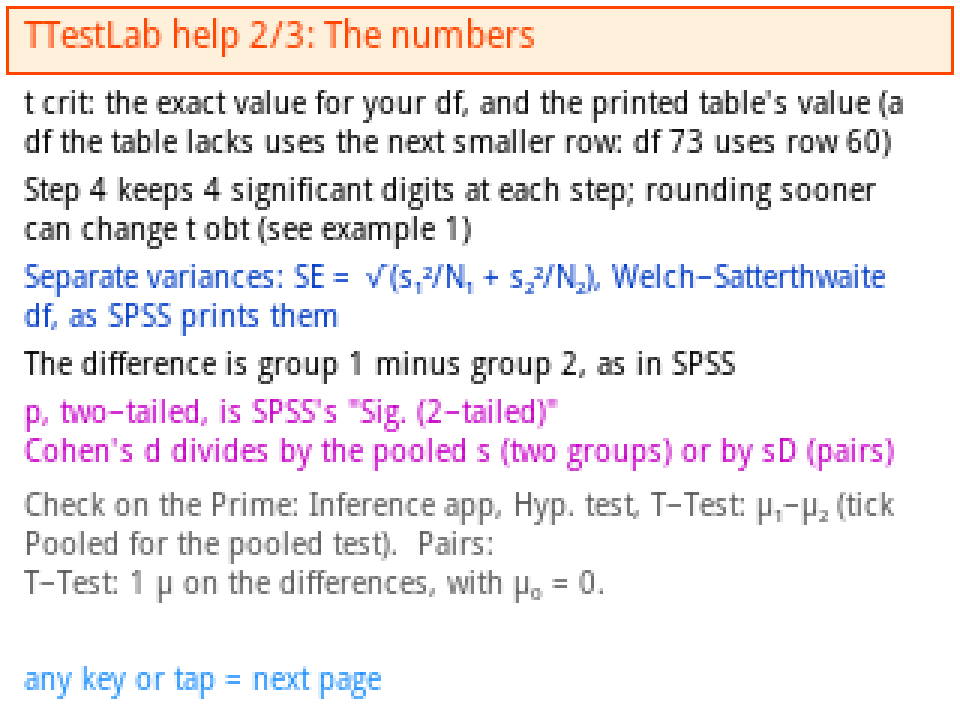 TTestLab help 2/3: The numbers
t crit: the exact value for your df, and the printed table's value (a
df the table lacks uses the next smaller row: df 73 uses row 60)
Step 4 keeps 4 significant digits at each step; rounding sooner
can change t obt (see example 1)
Separate variances: SE = √(s₁²/N₁ + s₂²/N₂), Welch−Satterthwaite
df, as SPSS prints them
The difference is group 1 minus group 2, as in SPSS
p, two−tailed, is SPSS's "Sig. (2−tailed)"
Cohen's d divides by the pooled s (two groups) or by sD (pairs)
Check on the Prime: Inference app, Hyp. test, T−Test: μ₁−μ₂ (tick
Pooled for the pooled test).  Pairs:
T−Test: 1 μ on the differences, with μ₀ = 0.
any key or tap = next page